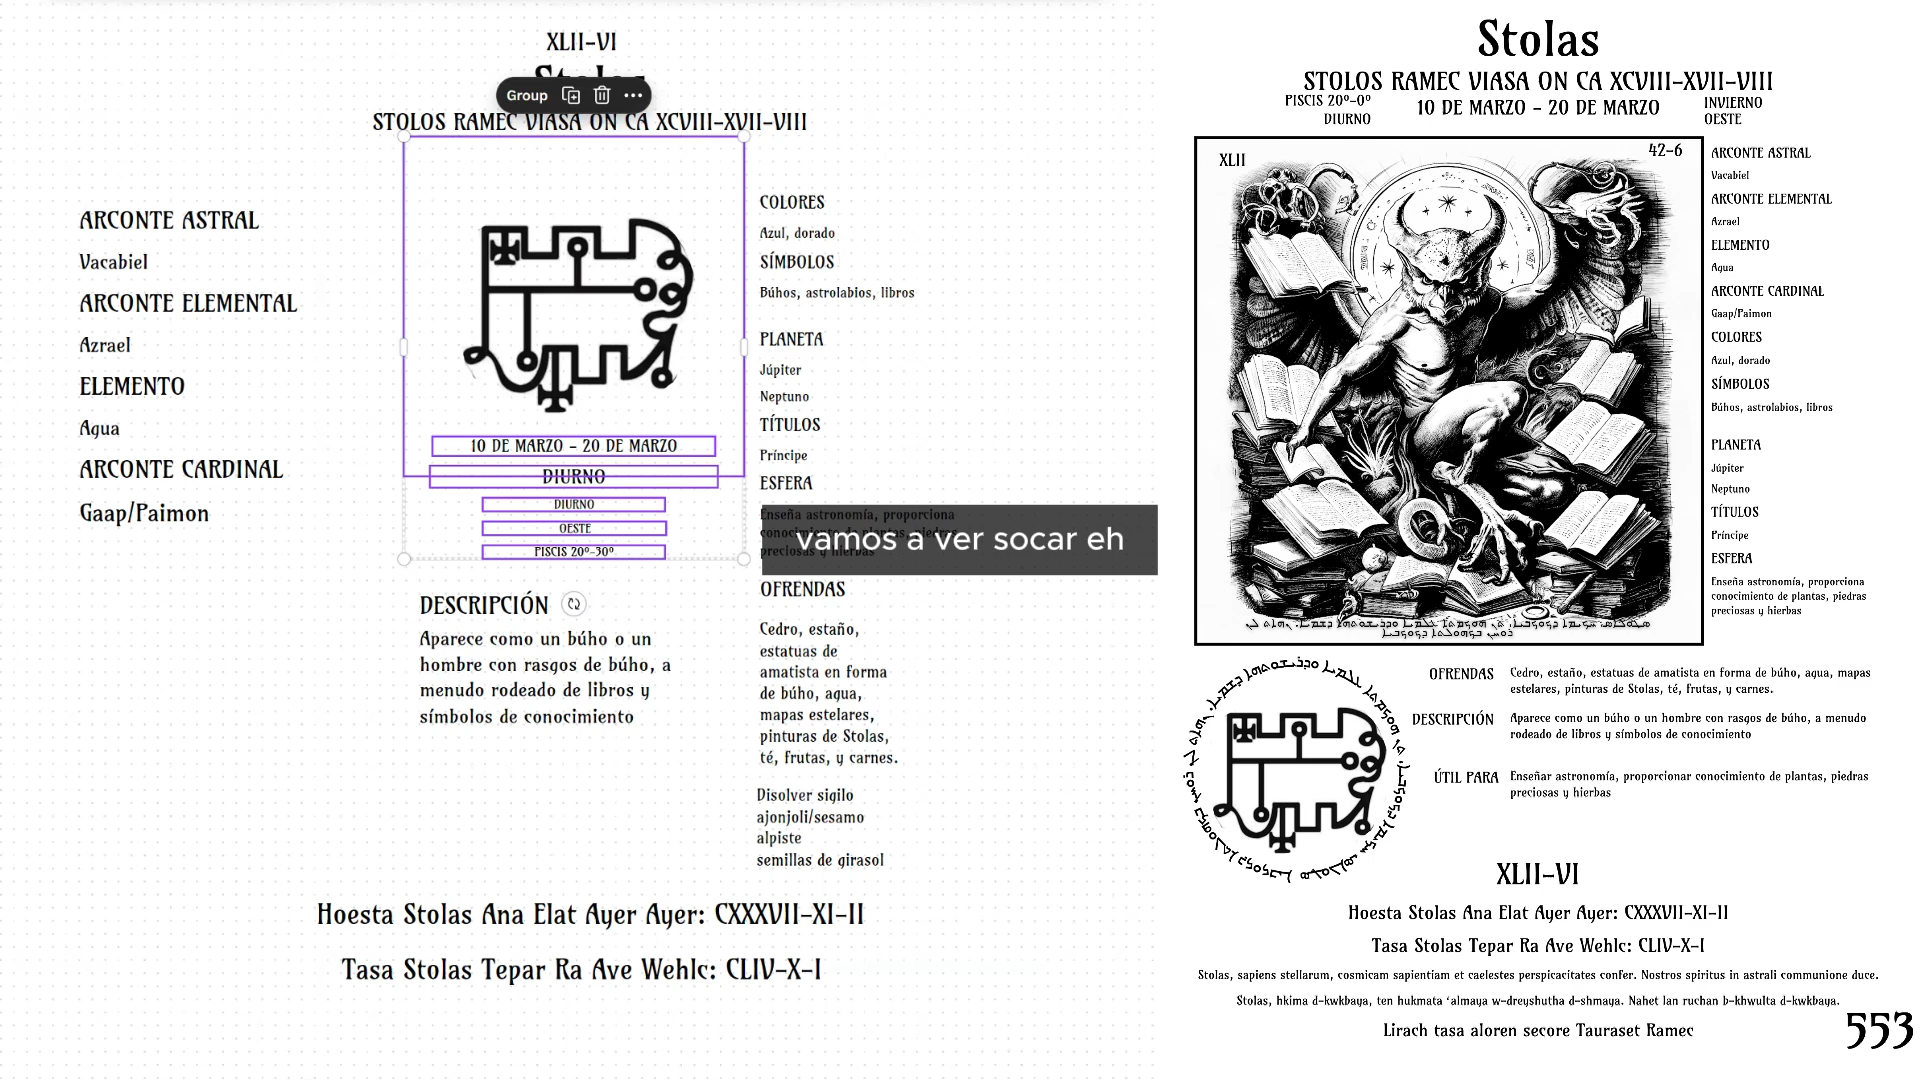 XLII-VI
Stolas
Group
STOLOS RAMEC VIASA ON CA XCVIII-XVII-VIII
ARCONTE ASTRAL
Vacabiel
ARCONTE ELEMENTAL
Azrael
ELEMENTO
Agua
ARCONTE CARDINAL
Gaap/Paimon
10 DE MARZO - 20 DE MARZO
DIURNO
DIURNO
OESTE
PISCIS 20º-30º
DESCRIPCIÓN
Aparece como un búho o un
hombre con rasgos de búho, a
menudo rodeado de libros y
símbolos de conocimiento
COLORES
Azul, dorado
SÍMBOLOS
Búhos, astrolabios, libros
PLANETA
Júpiter
Neptuno
TÍTULOS
Príncipe
ESFERA
Enseña astronomía, proporciona
conocimiento de plantas, piedras
preciosas y hierbas
vamos a ver socar eh
OFRENDAS
Cedro, estaño,
estatuas de
amatista en forma
de búho, agua,
mapas estelares,
pinturas de Stolas,
té, frutas, y carnes.
Disolver sigilo
ajonjoli/sesamo
alpiste
semillas de girasol
Hoesta Stolas Ana Elat Ayer Ayer: CXXXVII-XI-II
Tasa Stolas Tepar Ra Ave Wehlc: CLIV-X-I
Stolas
STOLOS RAMEC VIASA ON CA XCVIII-XVII-VIII
PISCIS 20º-0º
DIURNO
10 DE MARZO - 20 DE MARZO
INVIERNO
OESTE
XLII
42-6
ARCONTE ASTRAL
Vacabiel
ARCONTE ELEMENTAL
Azrael
ELEMENTO
Agua
ARCONTE CARDINAL
Gaap/Paimon
COLORES
Azul, dorado
SÍMBOLOS
Búhos, astrolabios, libros
PLANETA
Júpiter
Neptuno
TÍTULOS
Príncipe
ESFERA
Enseña astronomía, proporciona
conocimiento de plantas, piedras
preciosas y hierbas
OFRENDAS
Cedro, estaño, estatuas de amatista en forma de búho, agua, mapas
estelares, pinturas de Stolas, té, frutas, y carnes.
DESCRIPCIÓN
Aparece como un búho o un hombre con rasgos de búho, a menudo
rodeado de libros y símbolos de conocimiento
ÚTIL PARA
Enseñar astronomía, proporcionar conocimiento de plantas, piedras
preciosas y hierbas
XLII-VI
Hoesta Stolas Ana Elat Ayer Ayer: CXXXVII-XI-II
Tasa Stolas Tepar Ra Ave Wehlc: CLIV-X-I
Stolas, sapiens stellarum, cosmicam sapientiam et caelestes perspicacitates confer. Nostros spiritus in astrali communione duce.
Stolas, hkima d-kwkbaya, ten hukmata ʻalmaya w-dreyshutha d-shmaya. Nahet lan ruchan b-khwulta d-kwkbaya.
Lirach tasa aloren secore Tauraset Ramec
553